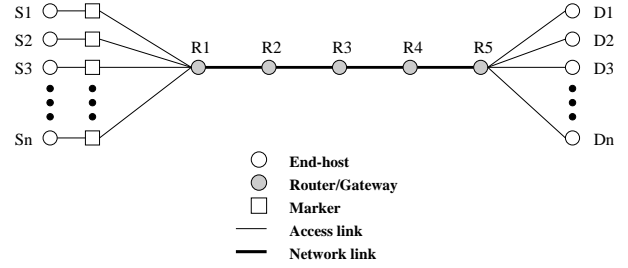 S1 D1
S2 D2
R1 R2 R3 R4 R5
S3 D3
Sn Dn
End-host
Router/Gateway
Marker
Access link
Network link